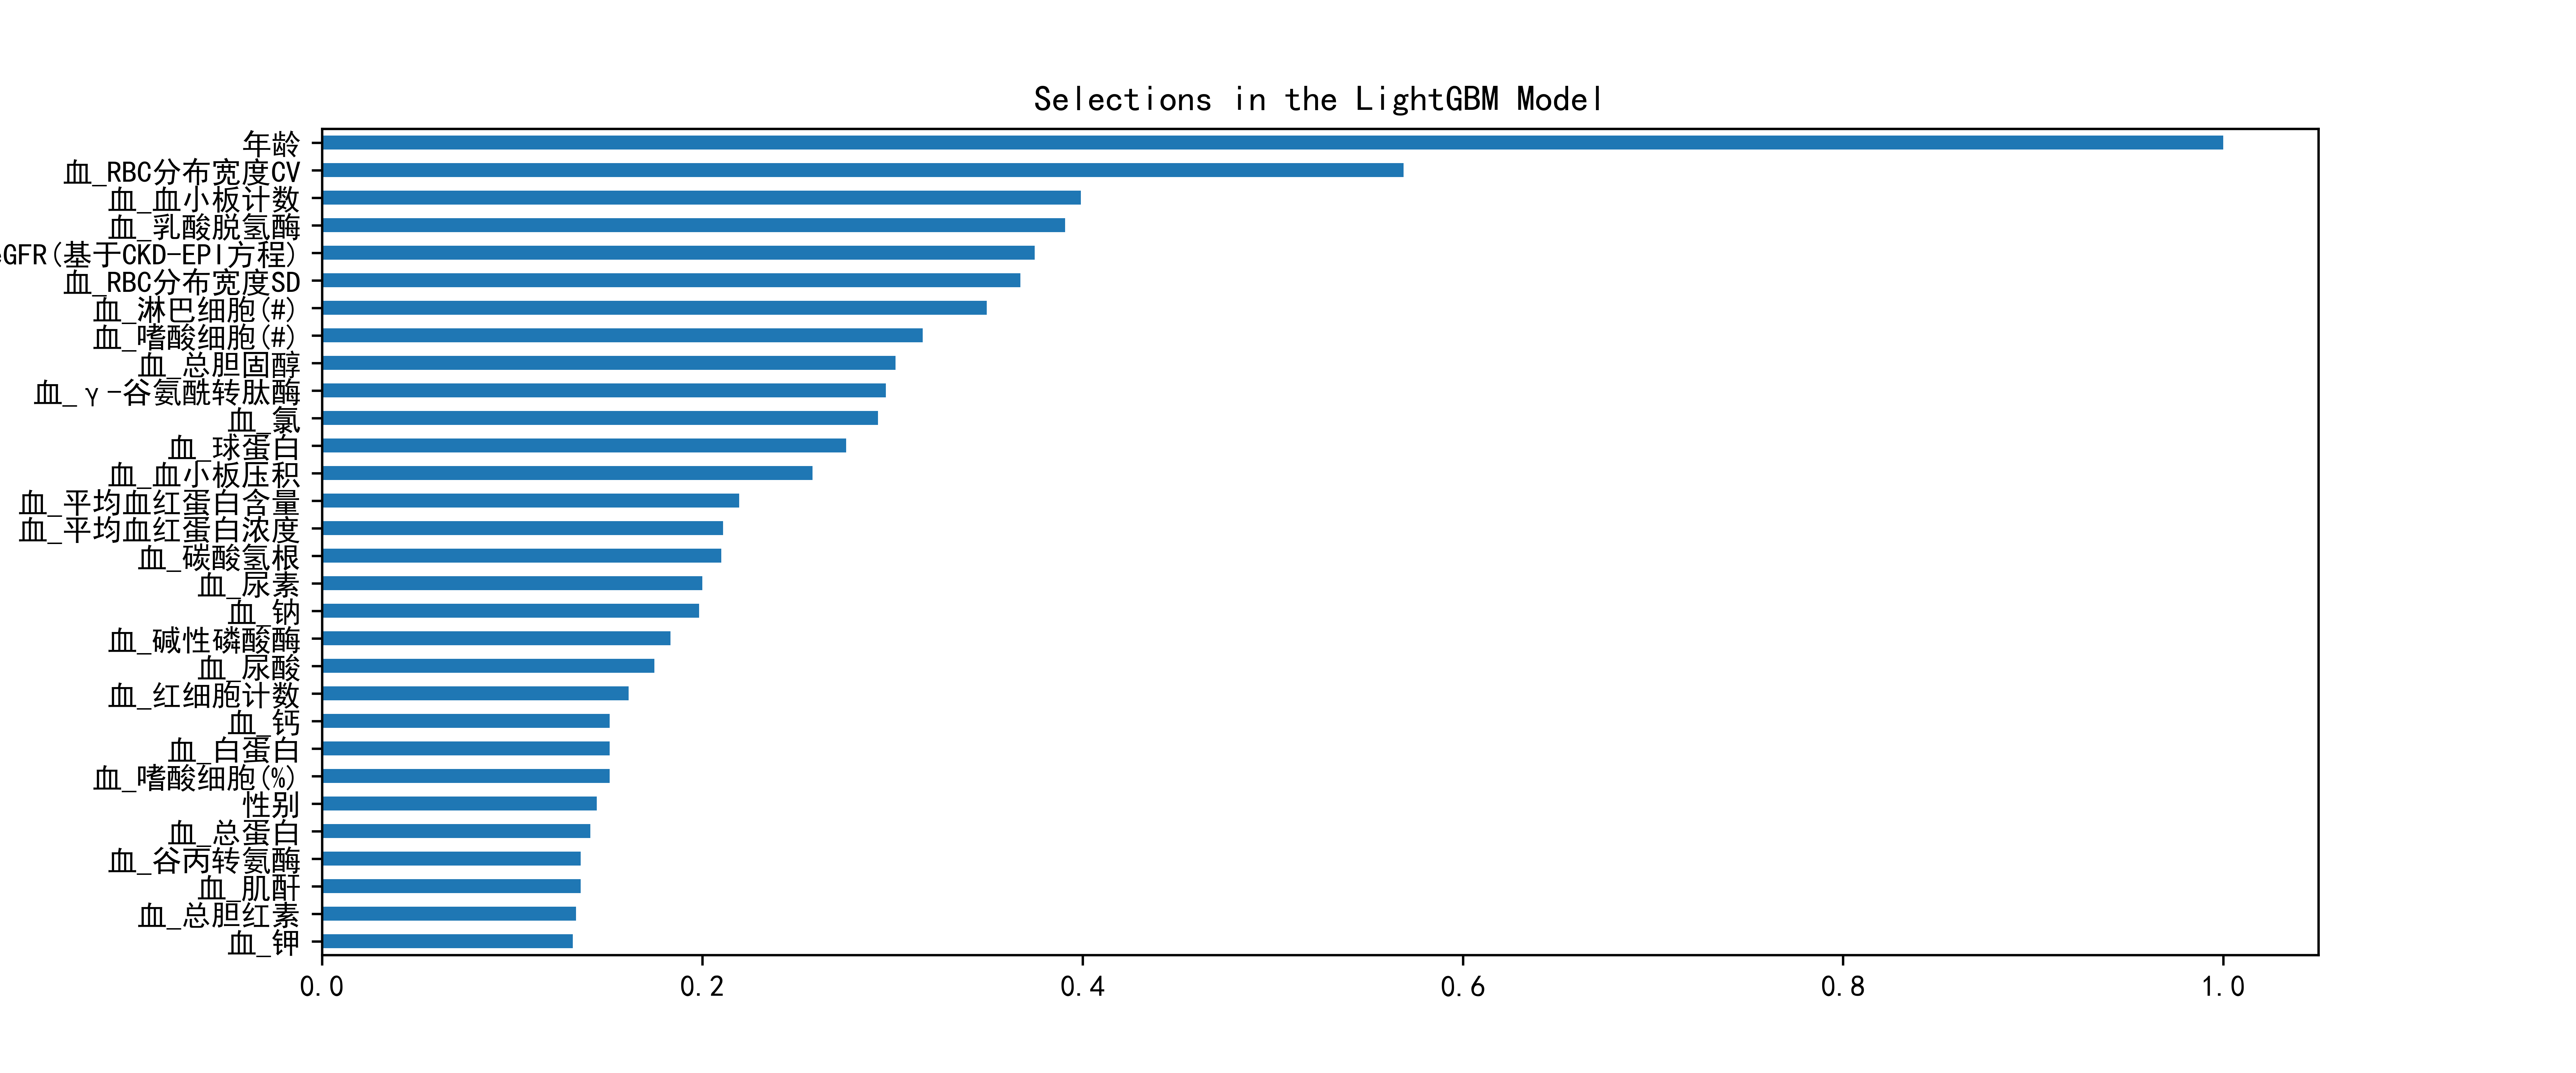 Selections in the LightGBM Model
年龄
血_RBC分布宽度CV
血_血小板计数
血_乳酸脱氢酶
GFR(基于CKD-EPI方程)
血_RBC分布宽度SD
血_淋巴细胞(#)
血_嗜酸细胞(#)
血_总胆固醇
血_γ-谷氨酰转肽酶
血_氯
血_球蛋白
血_血小板压积
血_平均血红蛋白含量
血_平均血红蛋白浓度
血_碳酸氢根
血_尿素
血_钠
血_碱性磷酸酶
血_尿酸
血_红细胞计数
血_钙
血_白蛋白
血_嗜酸细胞(%)
性别
血_总蛋白
血_谷丙转氨酶
血_肌酐
血_总胆红素
血_钾
0.0 0.2 0.4 0.6 0.8 1.0